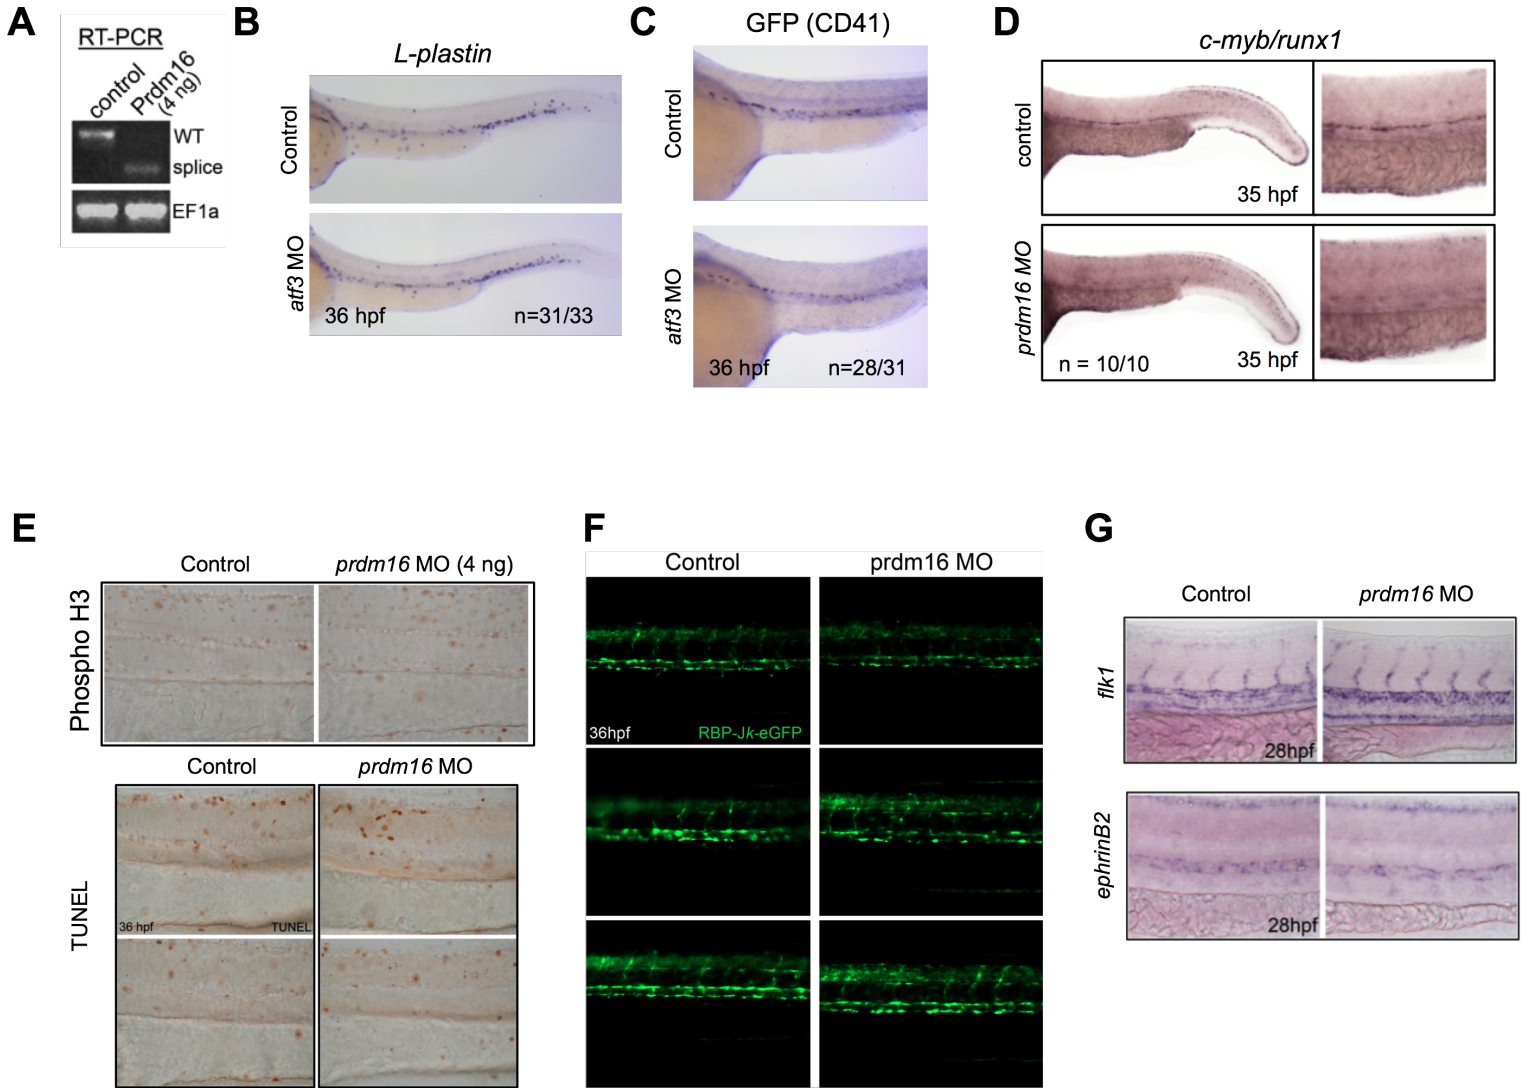 A
RT-PCR
control
Prdm16
(4 ng)
WT
splice
EF1a
B
L-plastin
Control
atf3 MO
36 hpf
n=31/33
C
GFP (CD41)
Control
atf3 MO
36 hpf
n=28/31
D
c-myb/runx1
control
35 hpf
prdm16 MO
n = 10/10
35 hpf
E
Control
prdm16 MO (4 ng)
Phospho H3
Control
prdm16 MO
TUNEL
36 hpf
TUNEL
F
Control
prdm16 MO
36hpf
RBP-Jk-eGFP
G
Control
prdm16 MO
flk1
28hpf
ephrinB2
28hpf